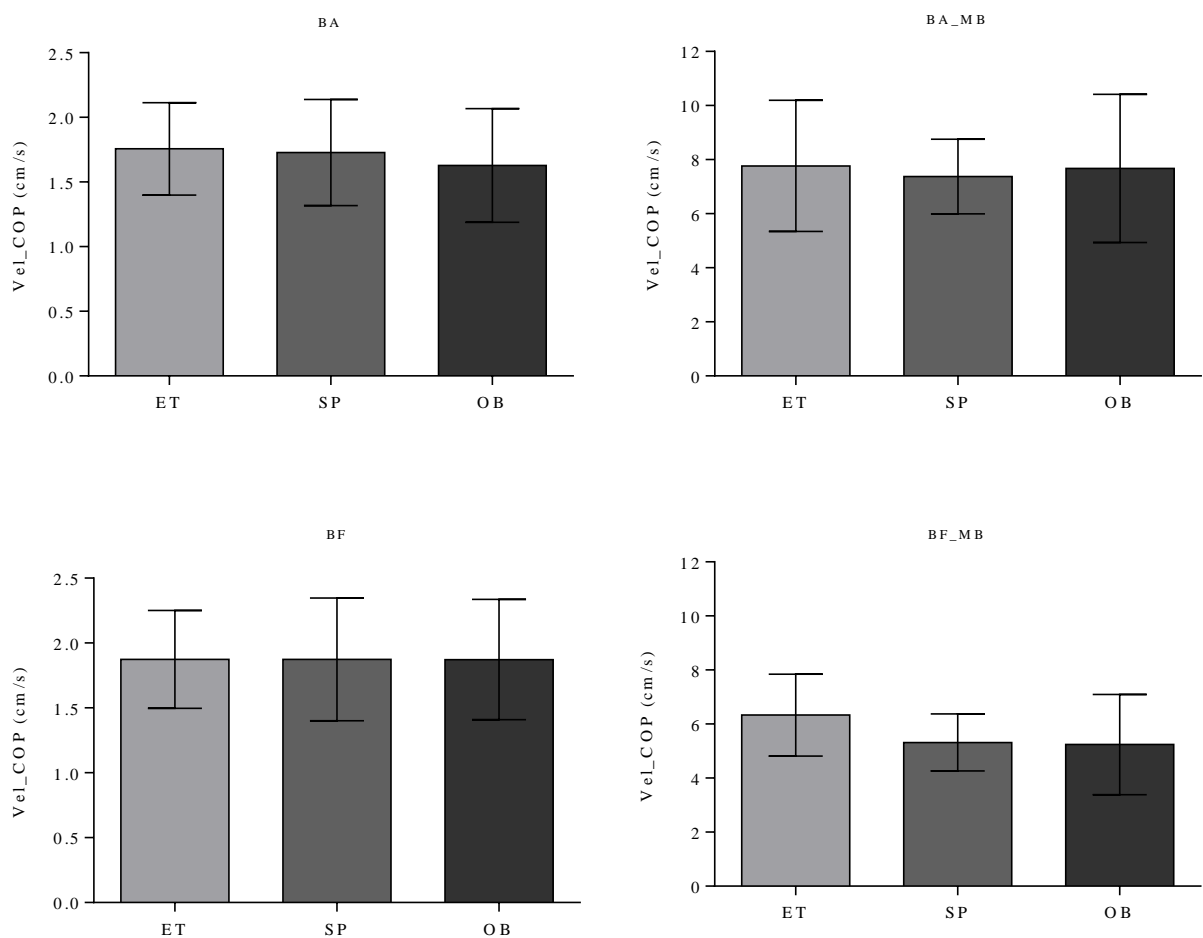 BA
2.5
2.0
1.5
1.0
0.5
0.0
Vel_COP (cm/s)
ET SP OB
BA_MB
12
10
8
6
4
2
0
Vel_COP (cm/s)
ET SP OB
BF
2.5
2.0
1.5
1.0
0.5
0.0
Vel_COP (cm/s)
ET SP OB
BF_MB
12
10
8
6
4
2
0
Vel_COP (cm/s)
ET SP OB